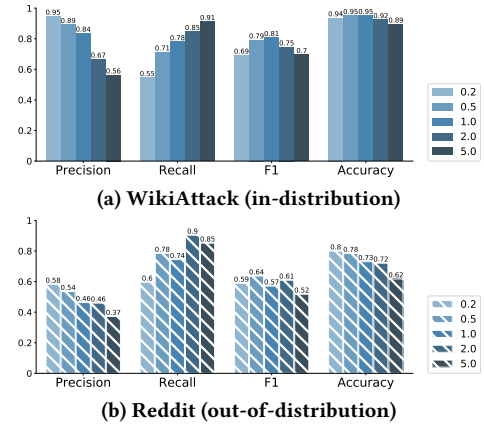 1
0.8
0.6
0.4
0.2
0
0.95 0.89 0.84 0.67 0.56
0.55 0.71 0.78 0.85 0.91
0.69 0.79 0.81 0.75 0.7
0.94 0.95 0.95 0.92 0.89
Precision Recall F1 Accuracy
0.2
0.5
1.0
2.0
5.0
(a) WikiAttack (in-distribution)
1
0.8
0.6
0.4
0.2
0
0.58 0.54 0.46 0.46 0.37
0.6 0.78 0.74 0.9 0.85
0.59 0.64 0.57 0.61 0.52
0.8 0.78 0.73 0.72 0.62
Precision Recall F1 Accuracy
0.2
0.5
1.0
2.0
5.0
(b) Reddit (out-of-distribution)